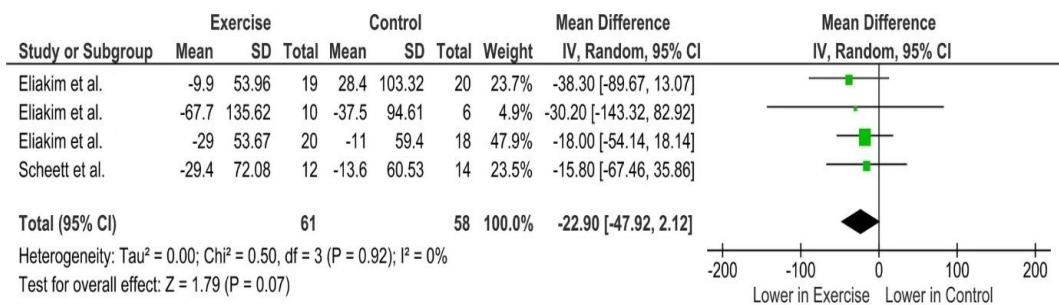 Exercise Control Mean Difference Mean Difference
Study or Subgroup Mean SD Total Mean SD Total Weight IV, Random, 95% CI IV, Random, 95% CI
Eliakim et al. -9.9 53.96 19 28.4 103.32 20 23.7% -38.30 [-89.67, 13.07]
Eliakim et al. -67.7 135.62 10 -37.5 94.61 6 4.9% -30.20 [-143.32, 82.92]
Eliakim et al. -29 53.67 20 -11 59.4 18 47.9% -18.00 [-54.14, 18.14]
Scheett et al. -29.4 72.08 12 -13.6 60.53 14 23.5% -15.80 [-67.46, 35.86]
Total (95% CI) 61 58 100.0% -22.90 [-47.92, 2.12]
Heterogeneity: Tau² = 0.00; Chi² = 0.50, df = 3 (P = 0.92); I² = 0%
Test for overall effect: Z = 1.79 (P = 0.07)
-200 -100 0 100 200
Lower in Exercise Lower in Control